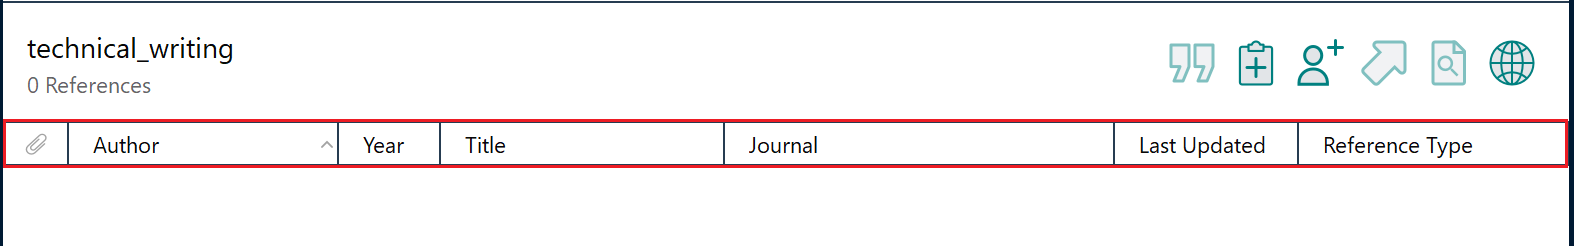 technical_writing
0 References
Author Year Title Journal Last Updated Reference Type